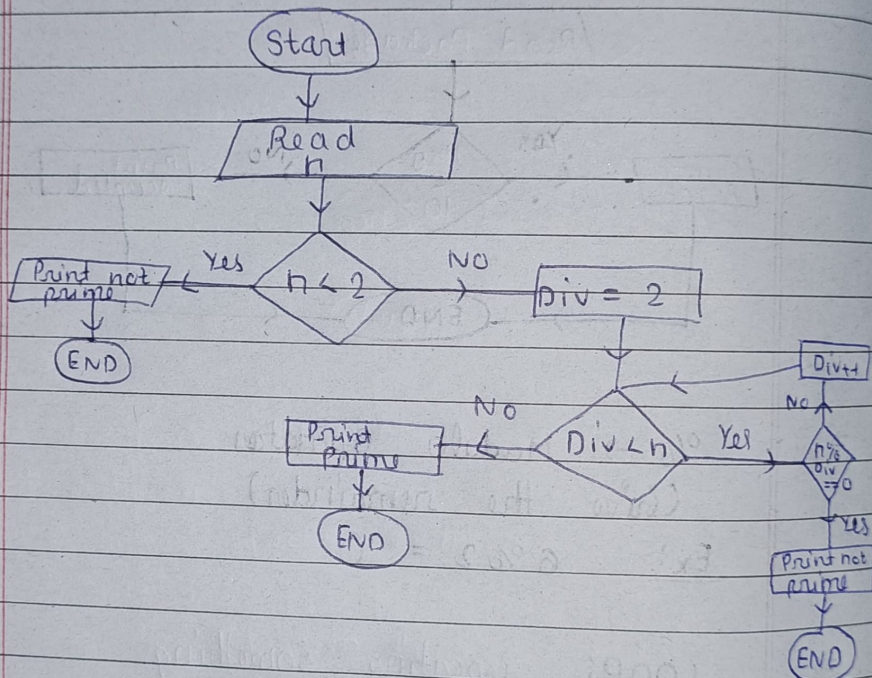 Start
Read
n
n < 2
Yes
Print not
prime
END
NO
Div = 2
Div < n
No
Print
prime
END
Yes
n%
Div
==0
No
Div++
Yes
Print not
prime
END